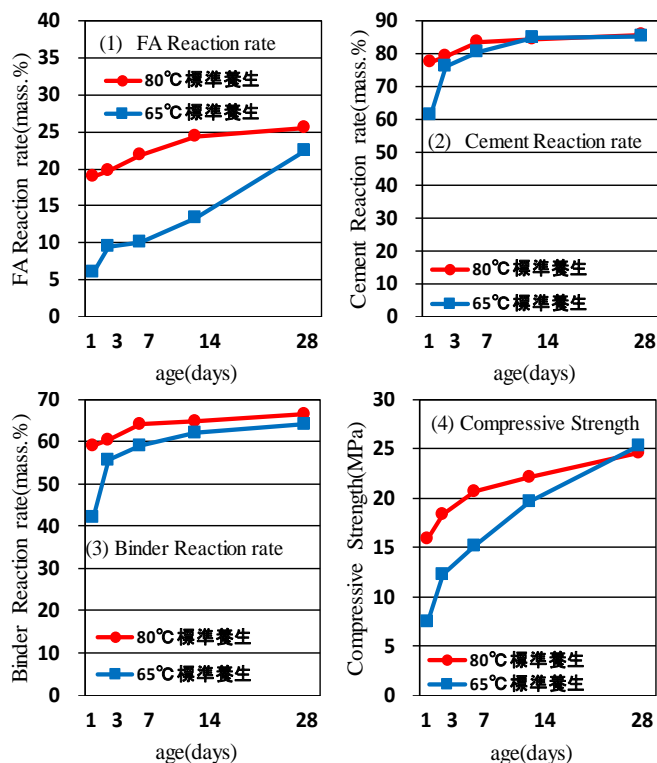 (1) FA Reaction rate
80℃標準養生
65℃標準養生
FA Reaction rate(mass.%)
40
35
30
25
20
15
10
5
0
1 3 7 14 28
age(days)
(2) Cement Reaction rate
80℃標準養生
65℃標準養生
Cement Reaction rate(mass.%)
90
80
70
60
50
40
30
20
10
0
1 3 7 14 28
age(days)
(3) Binder Reaction rate
80℃標準養生
65℃標準養生
Binder Reaction rate(mass.%)
70
60
50
40
30
20
10
0
1 3 7 14 28
age(days)
(4) Compressive Strength
80℃標準養生
65℃標準養生
Compressive Strength(MPa)
30
25
20
15
10
5
0
1 3 7 14 28
age(days)